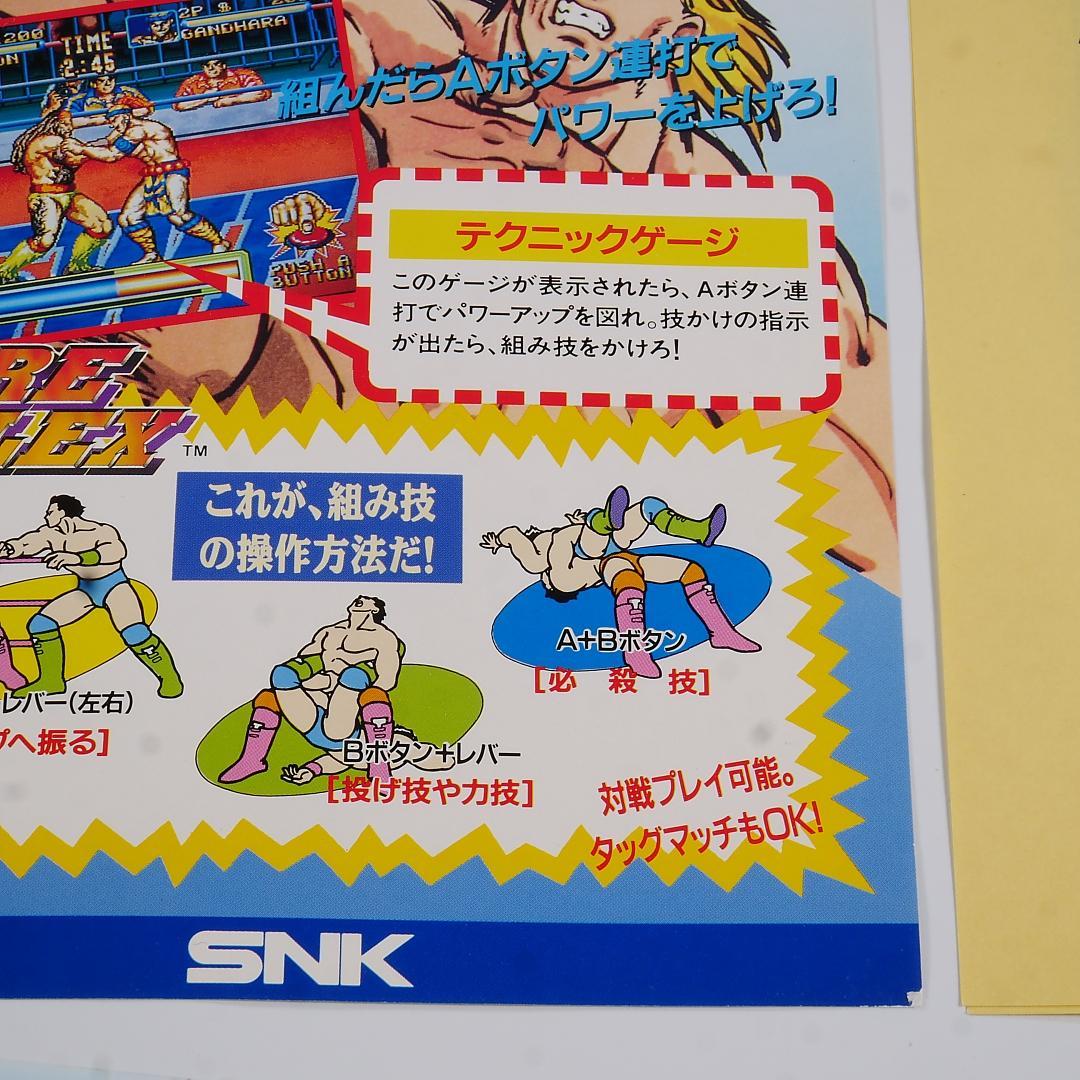 200
2P
GANDHARA
TIME
2:45
組んだらAボタン連打で
パワーを上げろ!
テクニックゲージ
このゲージが表示されたら、Aボタン連
打でパワーアップを図れ。技かけの指示
が出たら、組み技をかけろ!
PUSH A
BUTTON
RE
LEX
TM
これが、組み技
の操作方法だ!
レバー(左右)
プへ振る]
Bボタン+レバー
[投げ技や力技]
A+Bボタン
[必 殺 技]
対戦プレイ可能。
タッグマッチもOK!
SNK